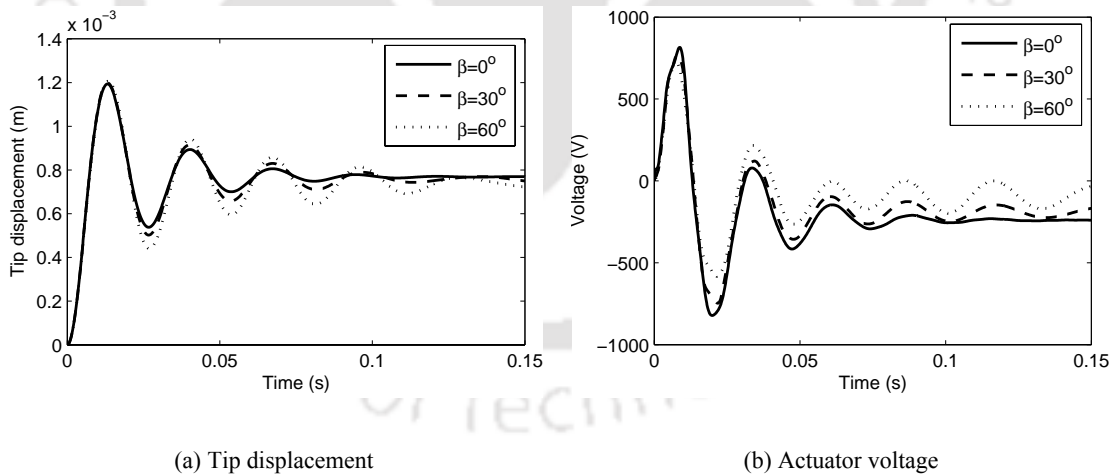 x 10⁻³
1.4
1.2
1
0.8
0.6
0.4
0.2
0
0
0.05
0.1
0.15
Tip displacement (m)
Time (s)
β=0°
β=30°
β=60°
1000
500
0
−500
−1000
0
0.05
0.1
0.15
Voltage (V)
Time (s)
β=0°
β=30°
β=60°
of Techn
(a) Tip displacement
(b) Actuator voltage